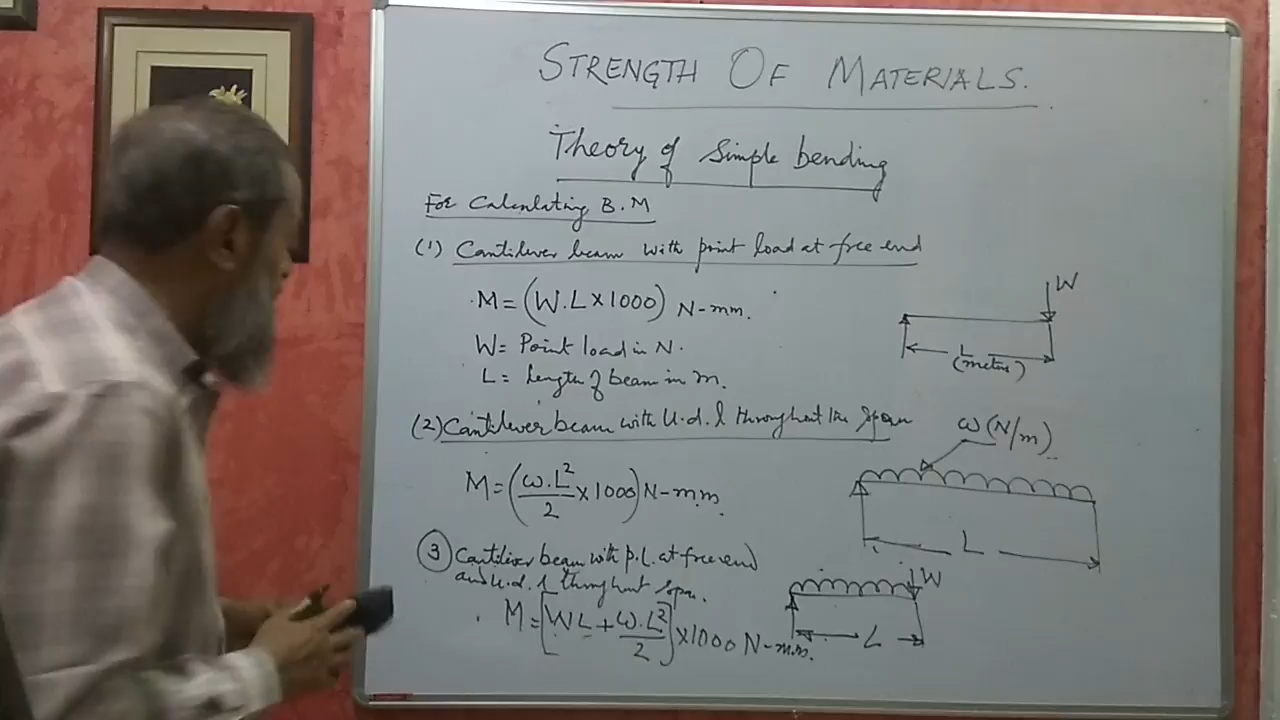 STRENGTH OF MATERIALS.
Theory of simple bending
For Calculating B.M
(1) Cantilever beam with point load at free end
M = (W.L x 1000) N-mm.
W = Point load in N.
L = length of beam in m.
W
L
(meter)
(2) Cantilever beam with U.d.l throughout the span
ω (N/m)
M = (ω.L²/2 x 1000) N-mm.
L
3 Cantiliver beam with P.L. at free end
and U.d.l throughout span.
M = [WL + ω.L²/2] x 1000 N-mm.
W
L